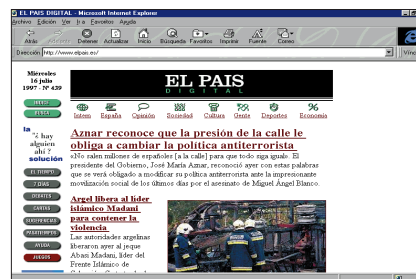 EL PAIS DIGITAL - Microsoft Internet Explorer
Archivo Edición Ver Ir a Favoritos Ayuda
Atrás Detener Actualizar Inicio Búsqueda Favoritos Imprimir Fuente Correo
Dirección http://www.elpais.es/
Miércoles
16 julio
1997 - Nº 439
EL PAIS
DIGITAL
INDICE
BUSCA
Intern España Opinión Sociedad Cultura Gente Deportes Economía
la
"¿ hay
alguien
ahí ?
solución
EL TIEMPO
7 DIAS
DEBATES
CARTAS
SUGERENCIAS
PASATIEMPOS
AYUDA
JUEGOS
Aznar reconoce que la presión de la calle le
obliga a cambiar la política antiterrorista
«No salen millones de españoles [a la calle] para que todo siga igual». El
presidente del Gobierno, José María Aznar, reconoció ayer con estas palabras
que se verá obligado a modificar su política antiterrorista ante la impresionante
movilización social de los últimos días por el asesinato de Miguel Ángel Blanco.
Argel libera al líder
islámico Madani
para contener la
violencia
Las autoridades argelinas
liberaron ayer al jeque
Abasi Madani, líder del
Frente Islámico de